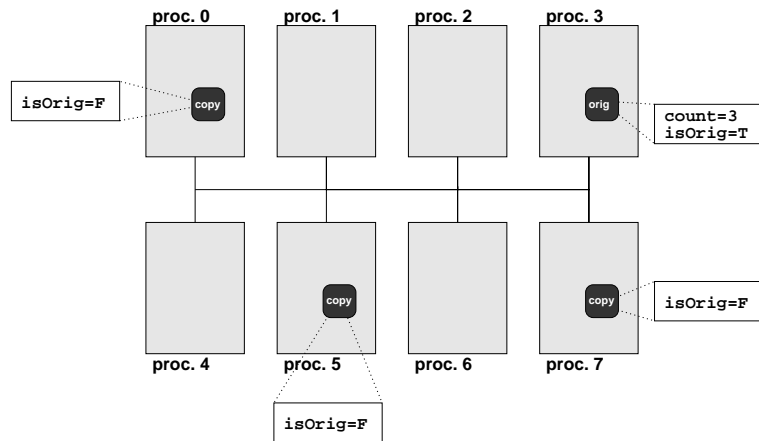 proc. 0
proc. 1
proc. 2
proc. 3
isOrig=F
copy
orig
count=3
isOrig=T
copy
copy
isOrig=F
proc. 4
proc. 5
proc. 6
proc. 7
isOrig=F